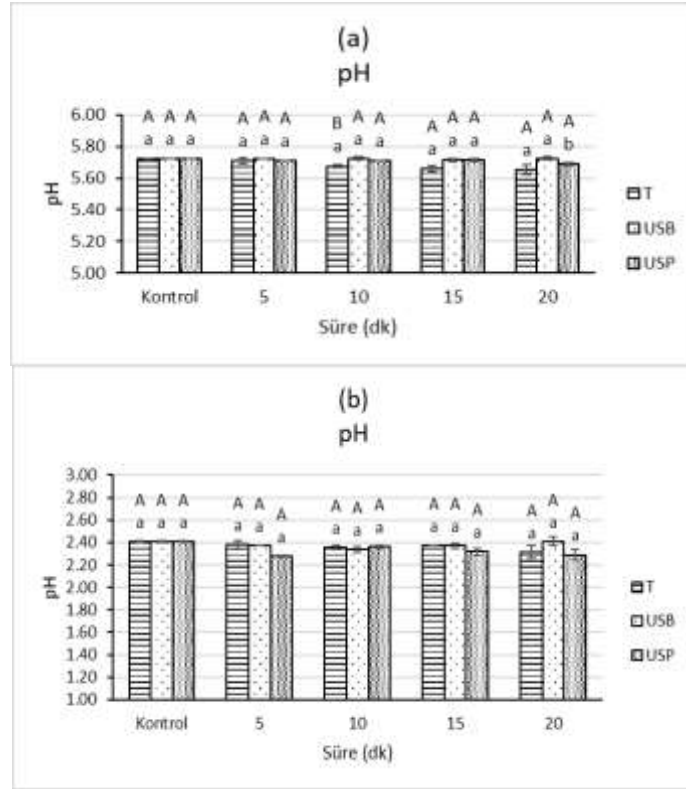 (a)
pH
A A A A A A B A A A A A A A A
a a a a a a a a a a a a a a b
6.00
5.80
5.60
5.40
5.20
5.00
pH
Kontrol 5 10 15 20
Süre (dk)
T
USB
USP
(b)
pH
A A A A A A A A A A A A A A A
a a a a a a a a a a a a a a a
3.00
2.80
2.60
2.40
2.20
2.00
1.80
1.60
1.40
1.20
1.00
pH
Kontrol 5 10 15 20
Süre (dk)
T
USB
USP